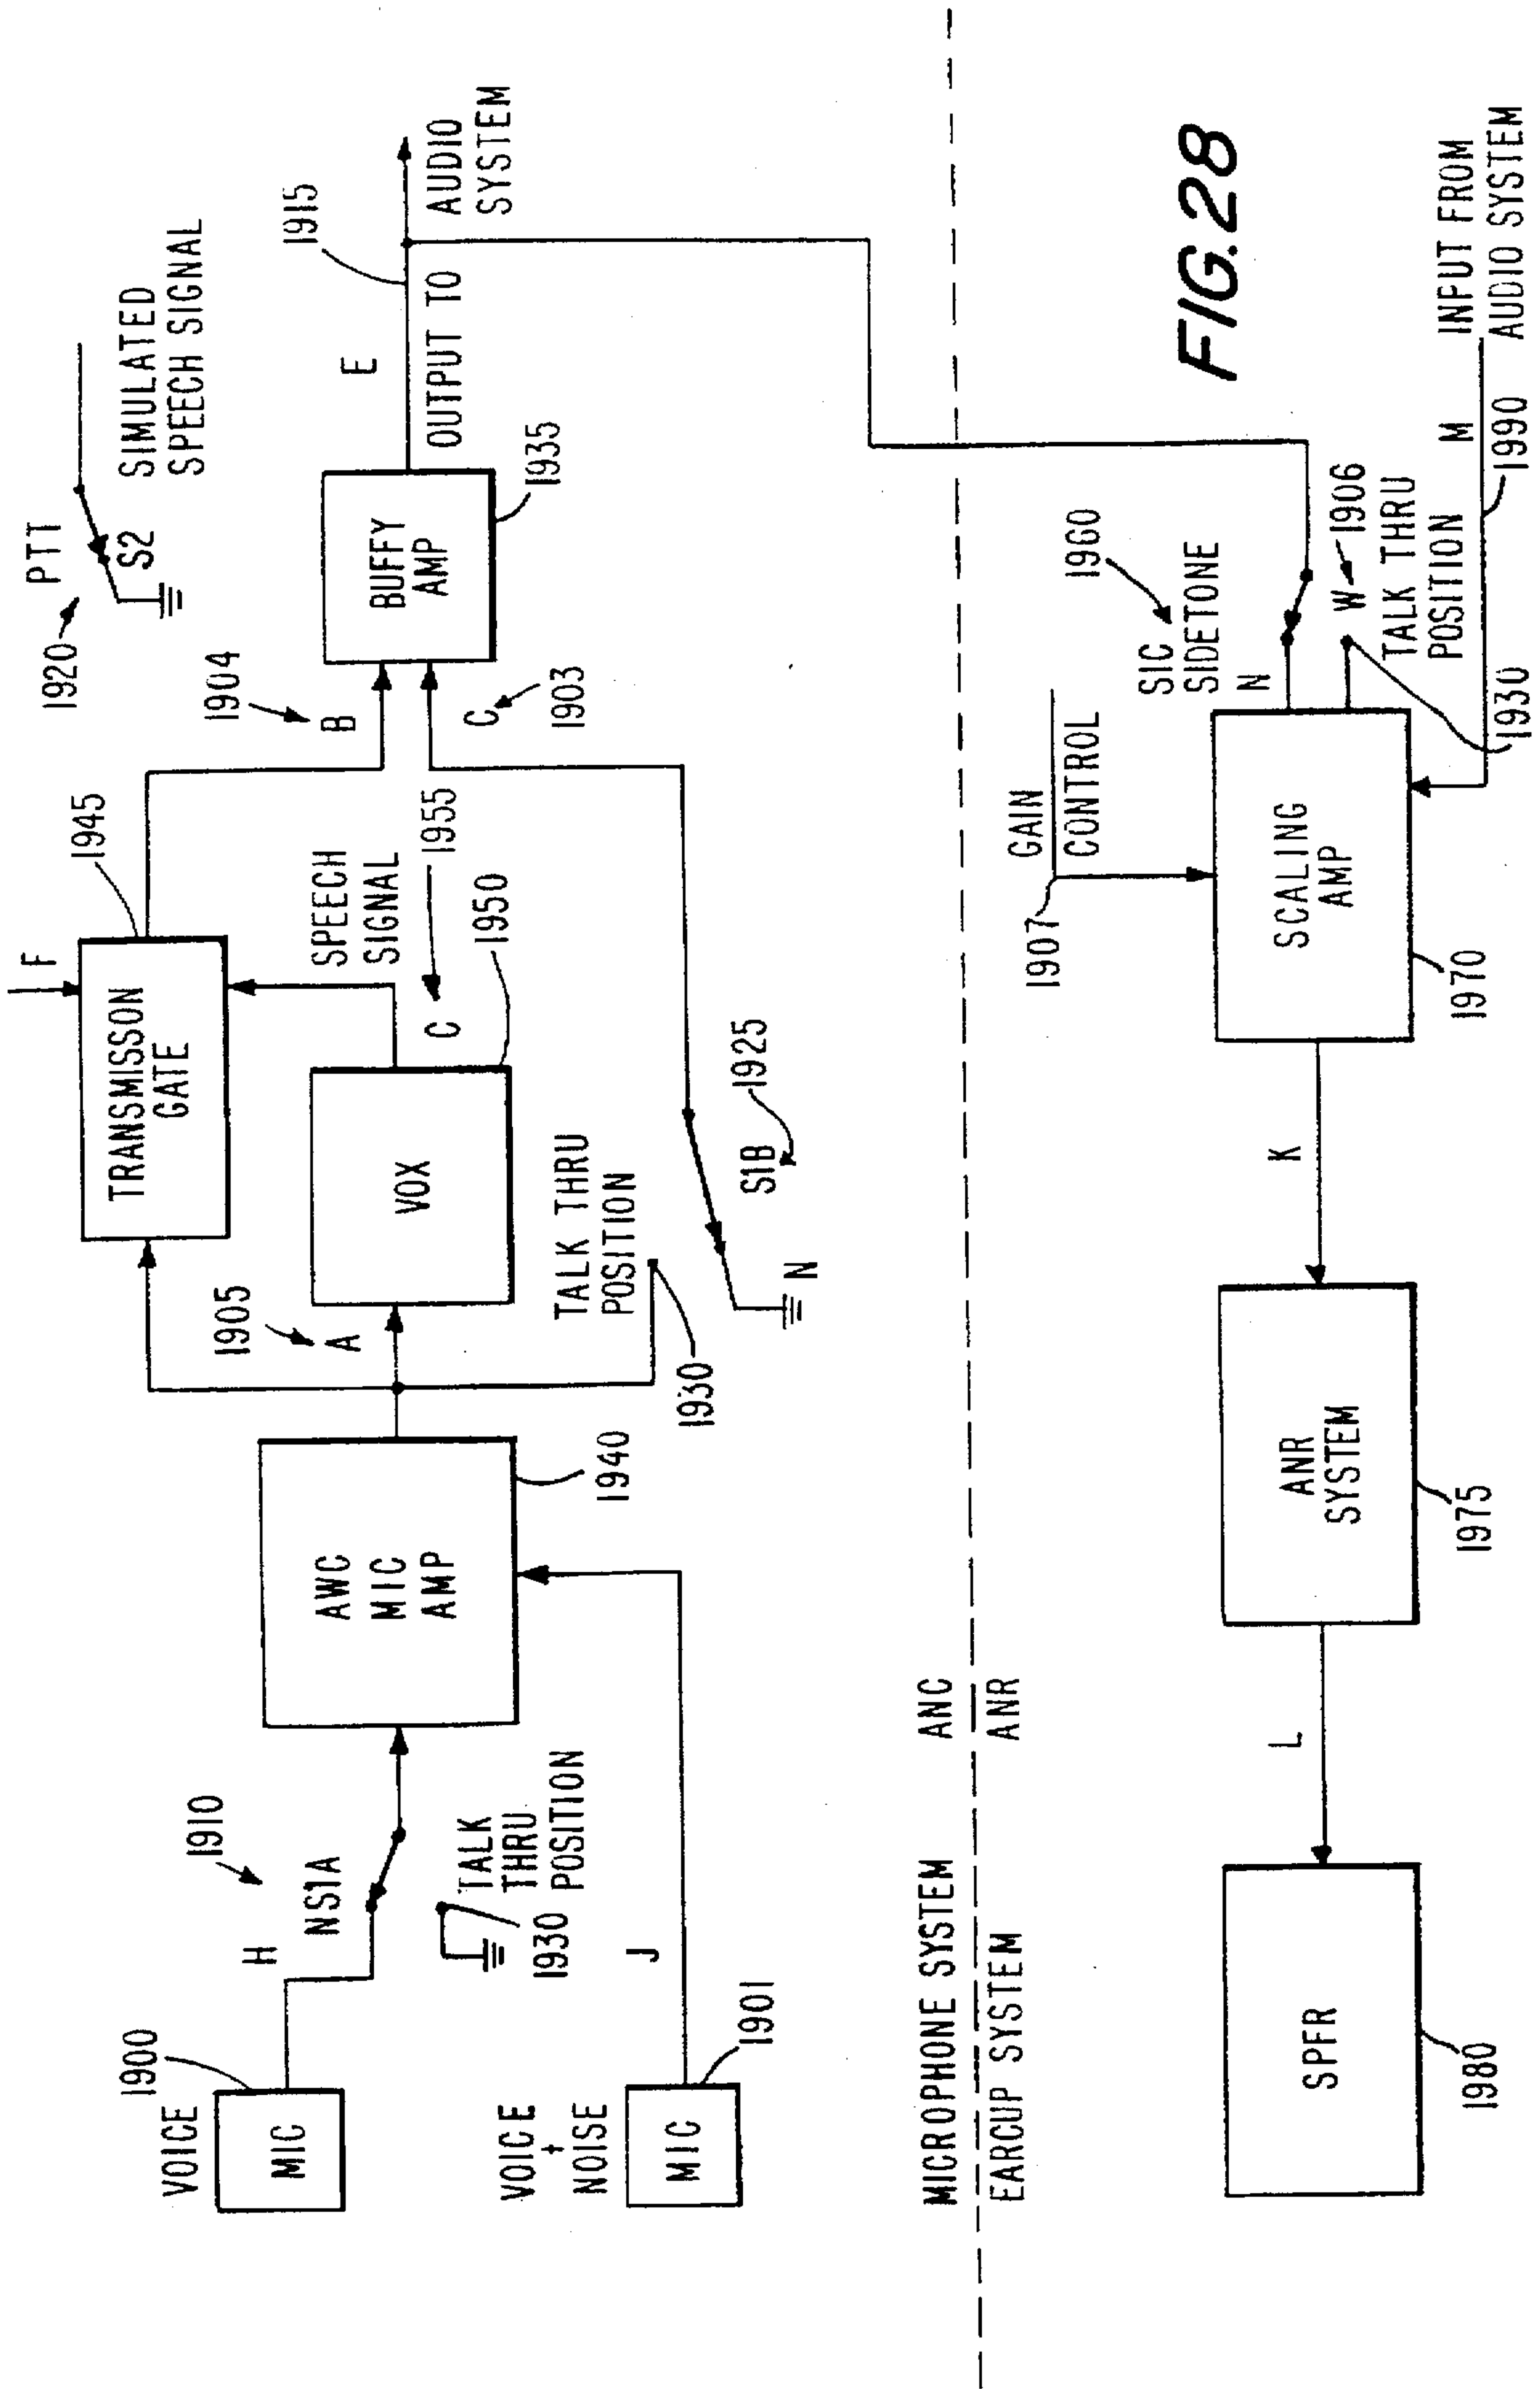 VOICE
1900
MIC
H
NS1A
1910
TALK
THRU
POSITION
1930
VOICE
+
NOISE
MIC
1901
J
AWC
MIC
AMP
1940
1905
A
TRANSMISSON
GATE
F
1945
VOX
1950
SPEECH
SIGNAL
C
1955
TALK THRU
POSITION
1930
S1B
1925
N
1904
B
C
1903
1920
PTT
S2
SIMULATED
SPEECH SIGNAL
BUFFY
AMP
1935
E
1915
OUTPUT TO
AUDIO
SYSTEM
MICROPHONE SYSTEM ANC
EARCUP SYSTEM ANR
SPFR
1980
L
ANR
SYSTEM
1975
K
SCALING
AMP
1970
1907
GAIN
CONTROL
SIC
SIDETONE
1960
N
W
1906
TALK THRU
POSITION
1930
M
1990
INPUT FROM
AUDIO SYSTEM
FIG.28